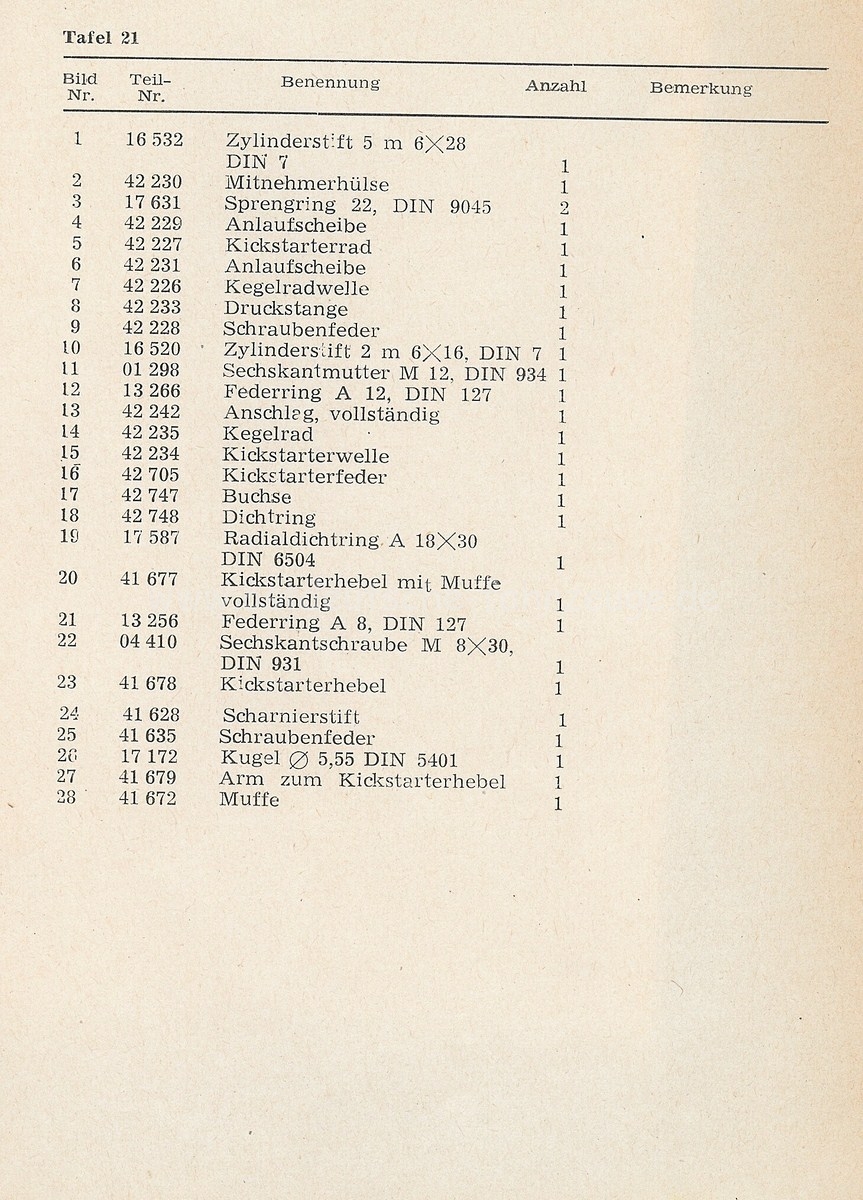 Tafel 21
Bild Nr. Teil-Nr. Benennung Anzahl Bemerkung
1 16 532 Zylinderstift 5 m 6×28
DIN 7 1
2 42 230 Mitnehmerhülse 1
3 17 631 Sprengring 22, DIN 9045 2
4 42 229 Anlaufscheibe 1
5 42 227 Kickstarterrad 1
6 42 231 Anlaufscheibe 1
7 42 226 Kegelradwelle 1
8 42 233 Druckstange 1
9 42 228 Schraubenfeder 1
10 16 520 Zylinderstift 2 m 6×16, DIN 7 1
11 01 298 Sechskantmutter M 12, DIN 934 1
12 13 266 Federring A 12, DIN 127 1
13 42 242 Anschlag, vollständig 1
14 42 235 Kegelrad 1
15 42 234 Kickstarterwelle 1
16 42 705 Kickstarterfeder 1
17 42 747 Buchse 1
18 42 748 Dichtring 1
19 17 587 Radialdichtring A 18×30
DIN 6504 1
20 41 677 Kickstarterhebel mit Muffe
vollständig 1
21 13 256 Federring A 8, DIN 127 1
22 04 410 Sechskantschraube M 8×30,
DIN 931 1
23 41 678 Kickstarterhebel 1
24 41 628 Scharnierstift 1
25 41 635 Schraubenfeder 1
26 17 172 Kugel ∅ 5,55 DIN 5401 1
27 41 679 Arm zum Kickstarterhebel 1
28 41 672 Muffe 1